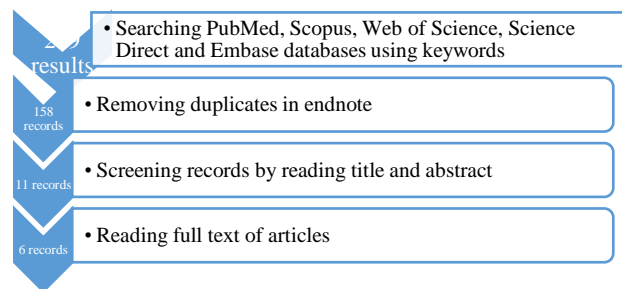 • Searching PubMed, Scopus, Web of Science, Science
Direct and Embase databases using keywords
results
158
records
• Removing duplicates in endnote
11 records
• Screening records by reading title and abstract
6 records
• Reading full text of articles